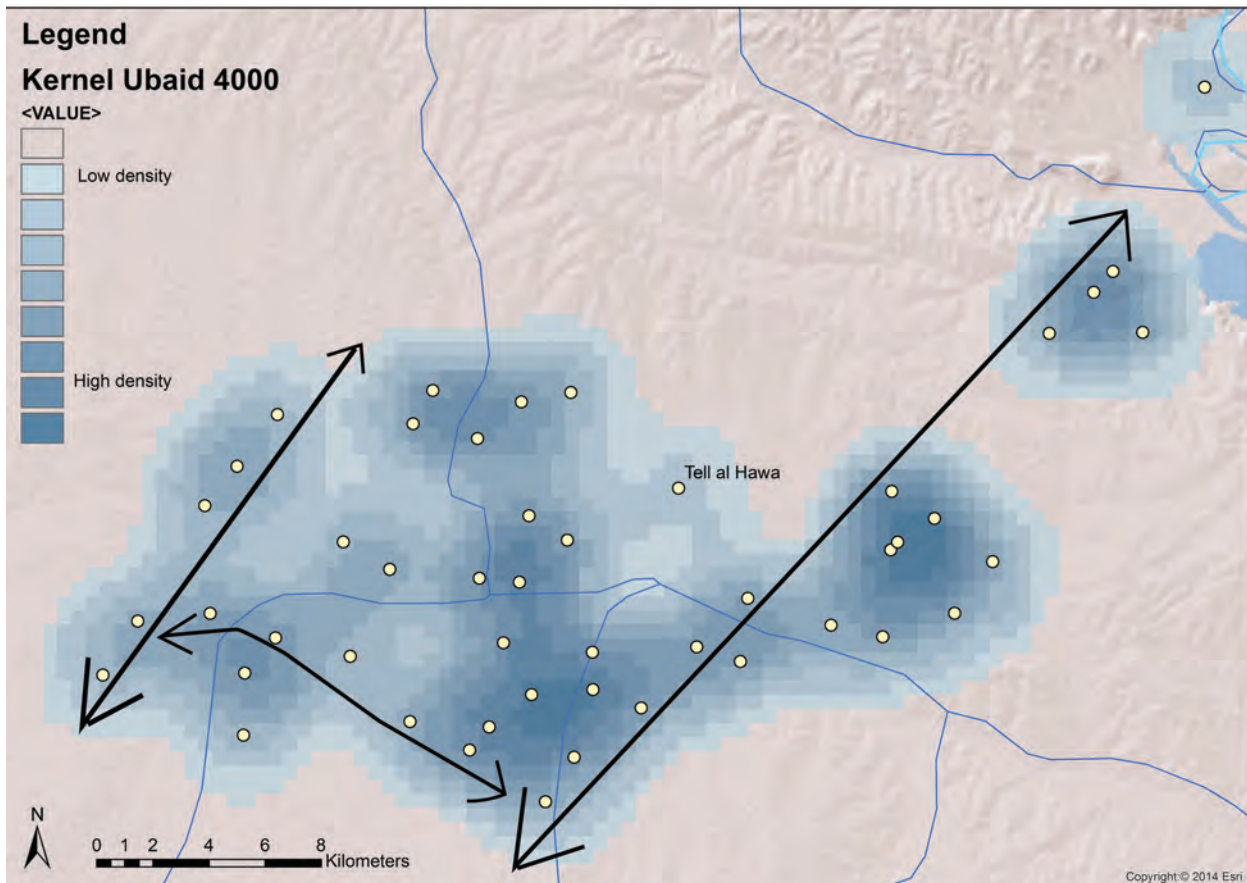 Legend
Kernel Ubaid 4000
<VALUE>
Low density
High density
Tell al Hawa
N
0 1 2 4 6 8
Kilometers
Copyright:© 2014 Esri